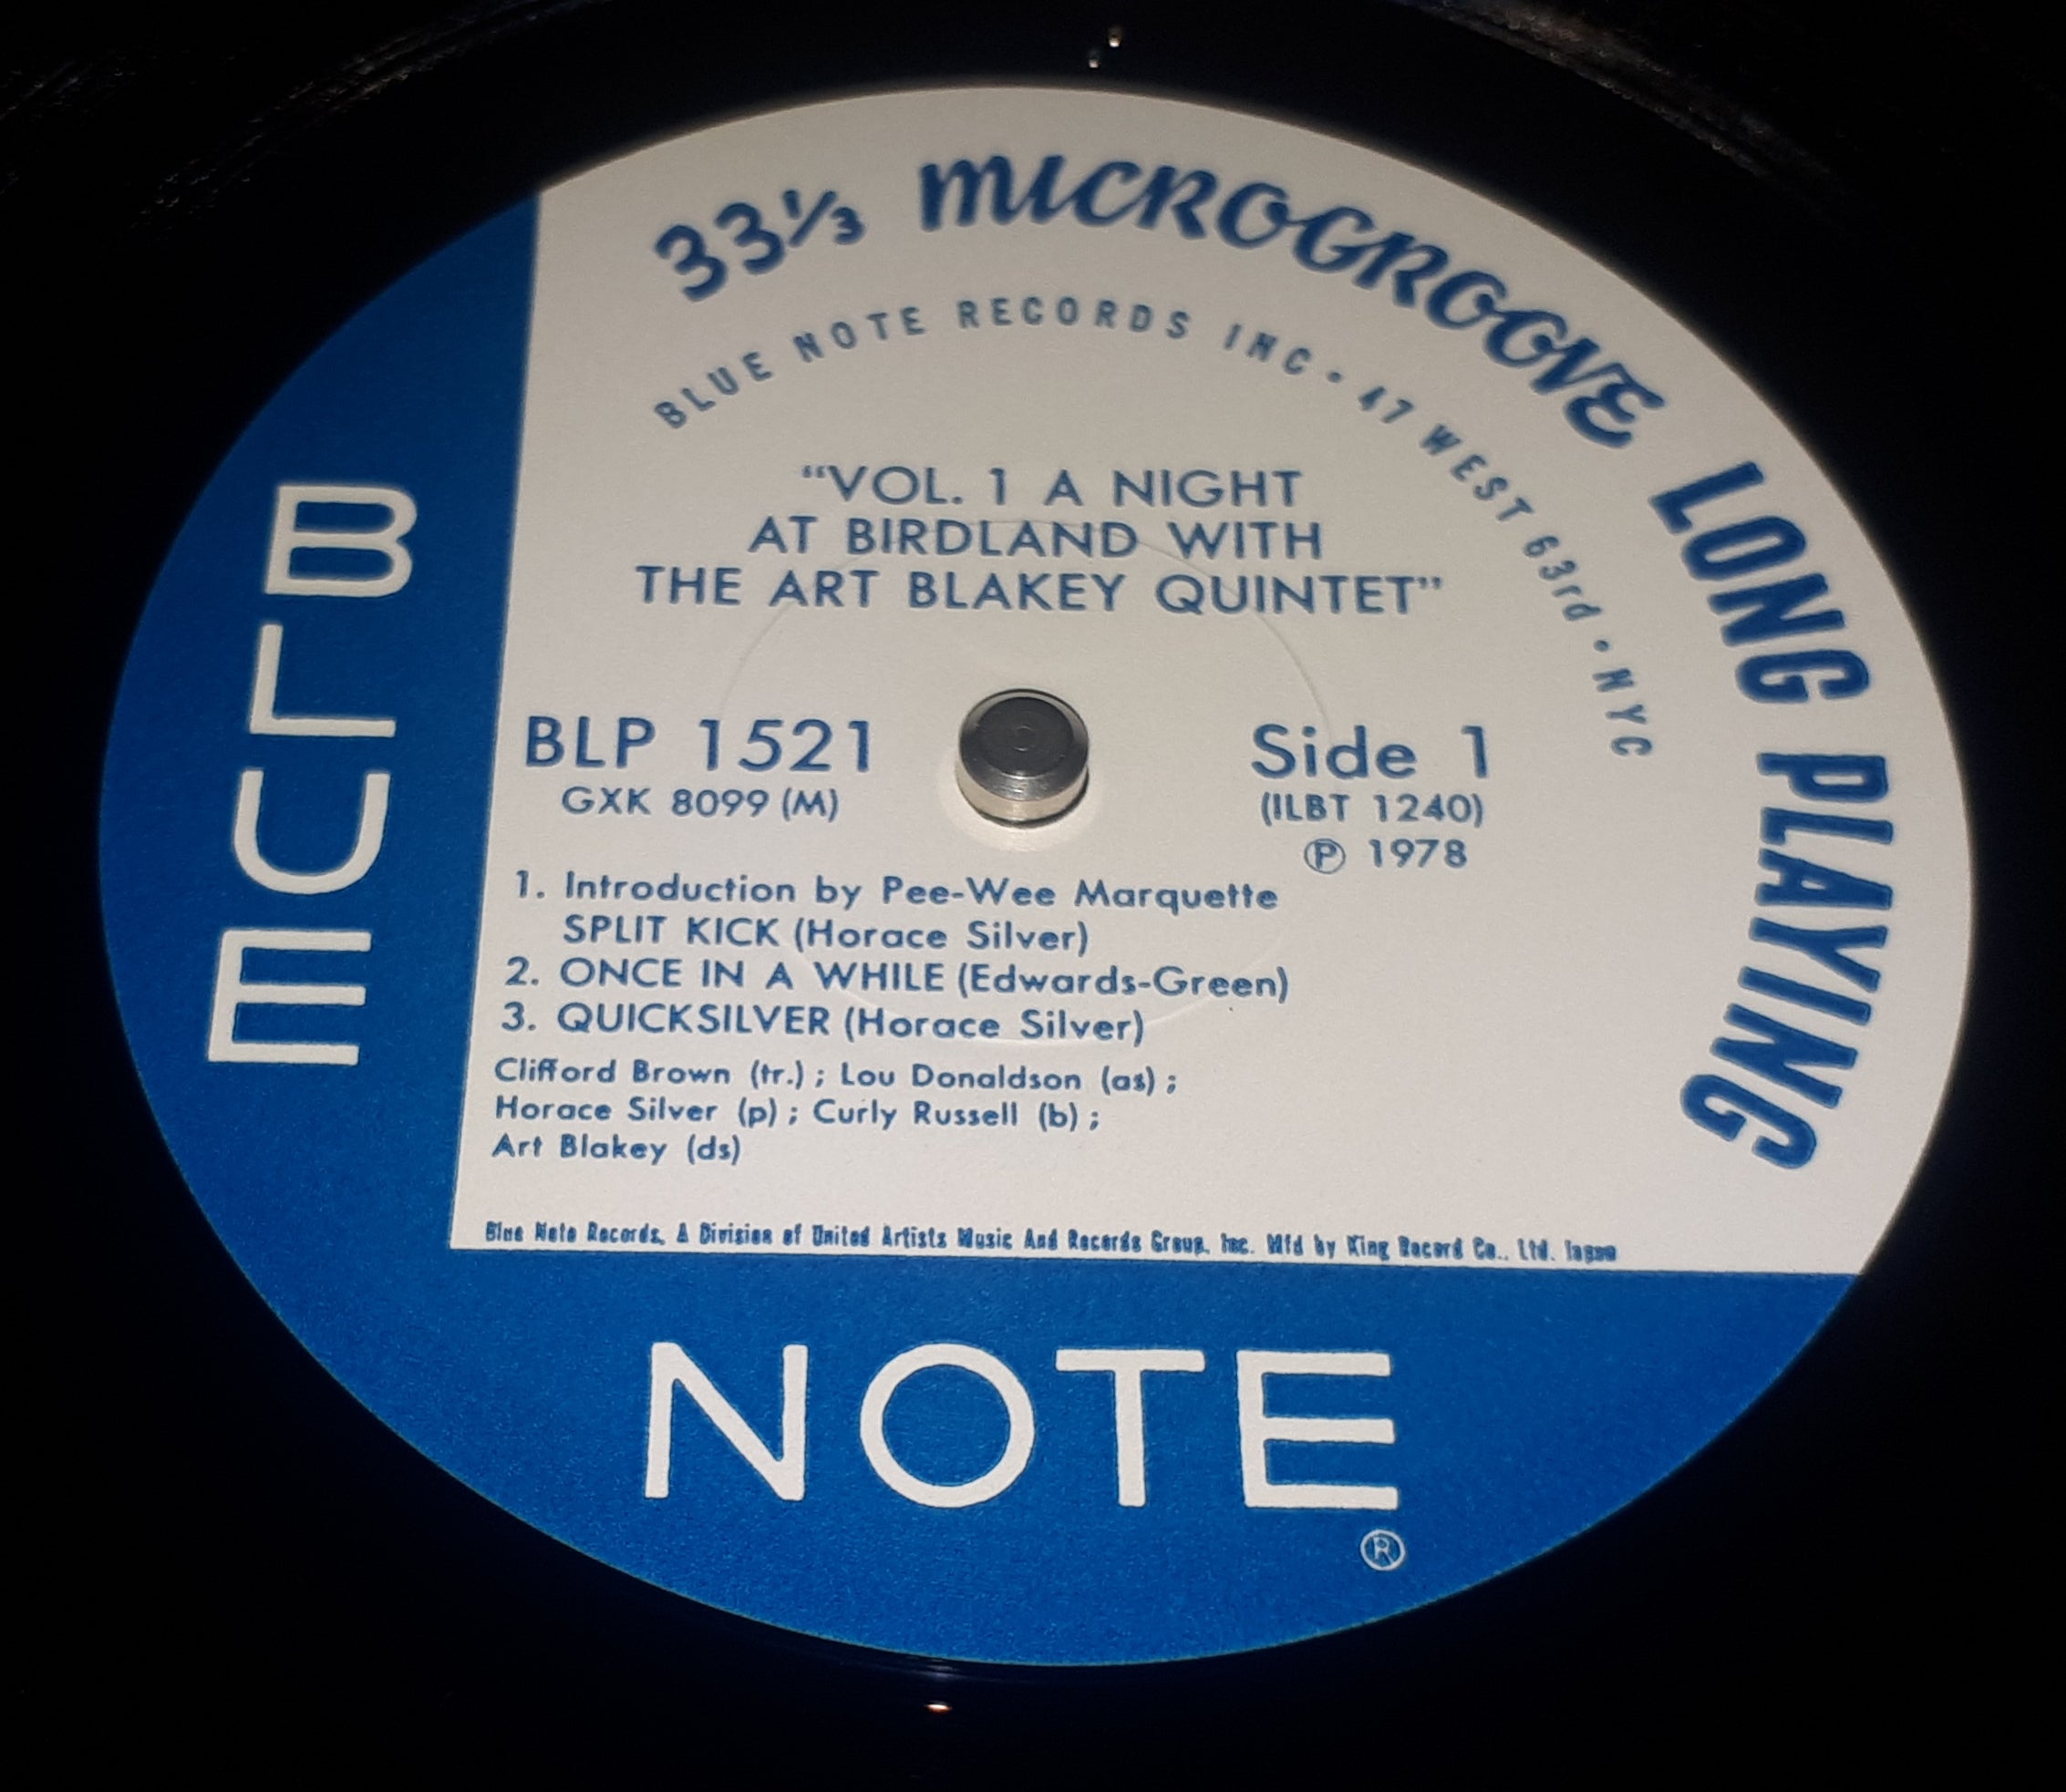 33⅓ MICROGROOVE LONG PLAYING
BLUE NOTE RECORDS INC • 47 WEST 63rd • NYC
"VOL. 1 A NIGHT
AT BIRDLAND WITH
THE ART BLAKEY QUINTET"
BLP 1521
GXK 8099 (M)
Side 1
(ILBT 1240)
Ⓟ 1978
1. Introduction by Pee-Wee Marquette
SPLIT KICK (Horace Silver)
2. ONCE IN A WHILE (Edwards-Green)
3. QUICKSILVER (Horace Silver)
Clifford Brown (tr.) ; Lou Donaldson (as) ;
Horace Silver (p) ; Curly Russell (b) ;
Art Blakey (ds)
Blue Note Records, A Division of United Artists Music And Records Group, Inc. Mfd by King Record Co., Ltd. Japan
BLUE
NOTE
®